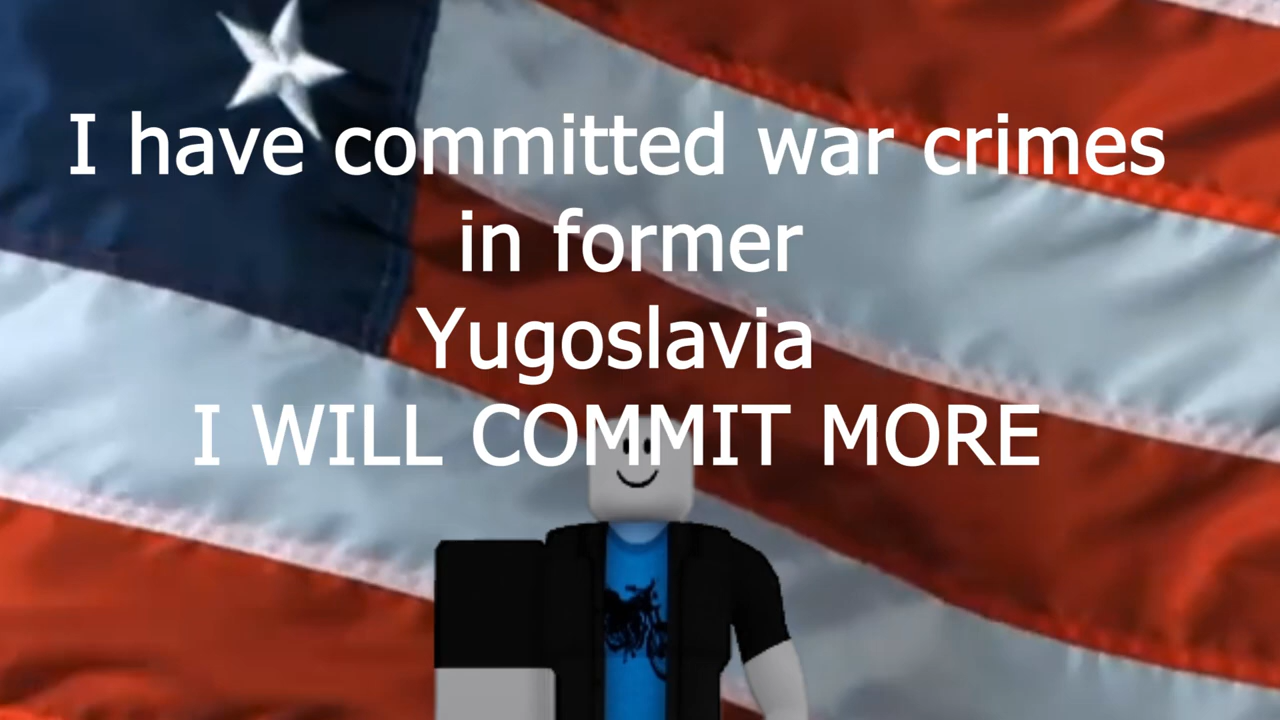 I have committed war crimes
in former
Yugoslavia
I WILL COMMIT MORE